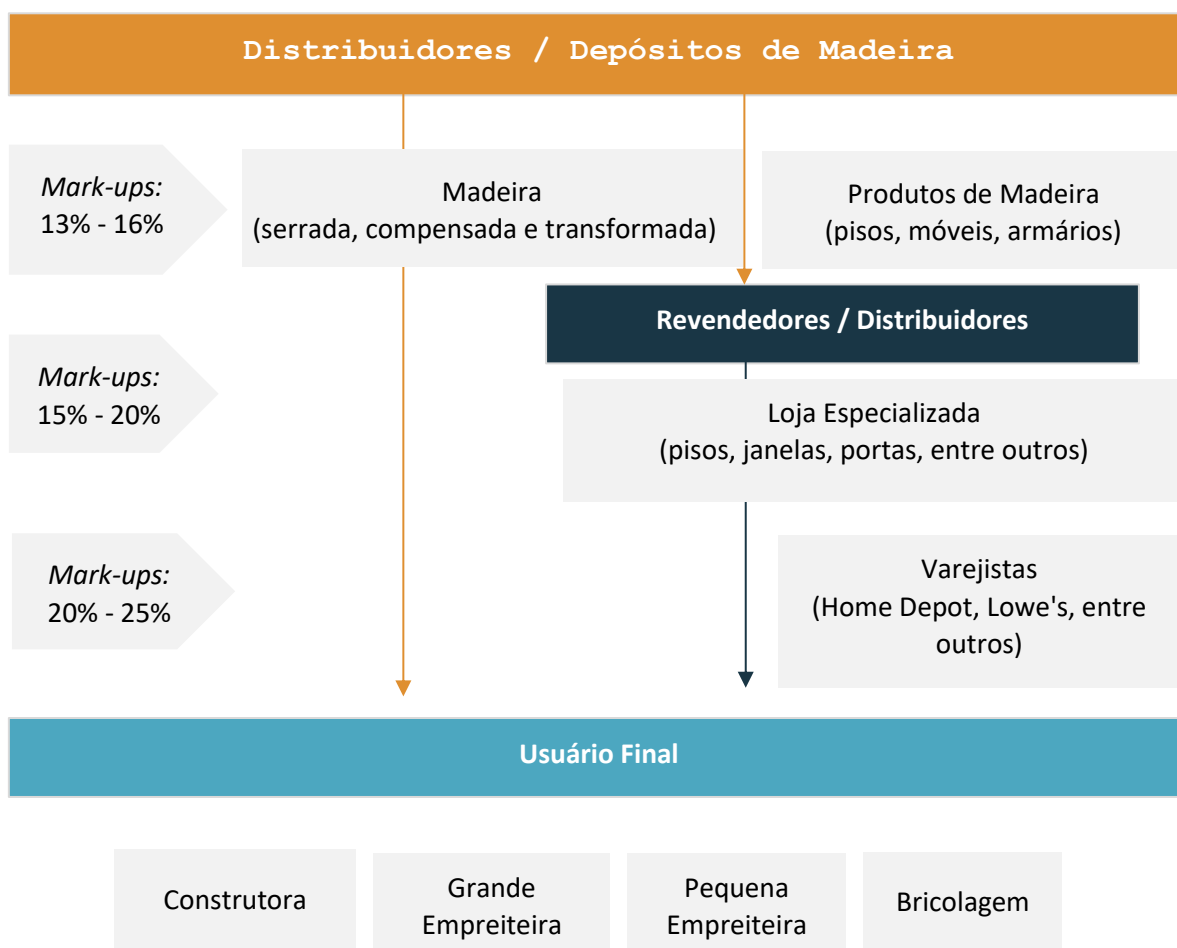 Distribuidores / Depósitos de Madeira
Mark-ups:
13% - 16%
Madeira
(serrada, compensada e transformada)
Produtos de Madeira
(pisos, móveis, armários)
Revendedores / Distribuidores
Mark-ups:
15% - 20%
Loja Especializada
(pisos, janelas, portas, entre outros)
Mark-ups:
20% - 25%
Varejistas
(Home Depot, Lowe's, entre
outros)
Usuário Final
Construtora
Grande
Empreiteira
Pequena
Empreiteira
Bricolagem